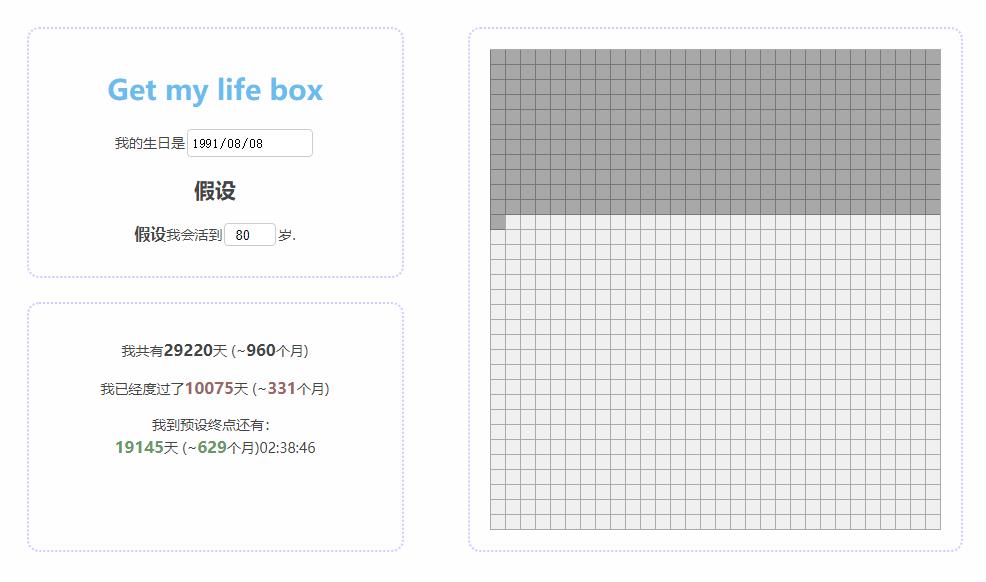 Get my life box
我的生日是 1991/08/08
假设
假设我会活到 80 岁.
我共有29220天 (~960个月)
我已经度过了10075天 (~331个月)
我到预设终点还有:
19145天 (~629个月)02:38:46